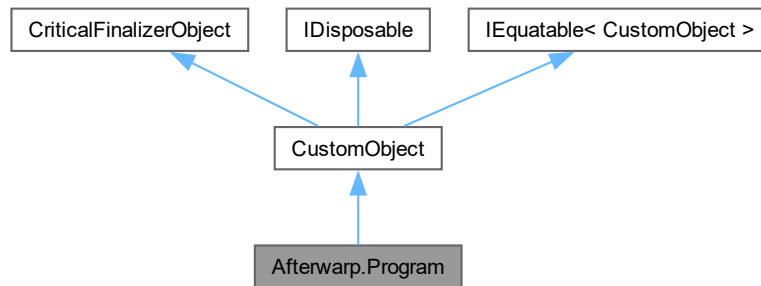 CriticalFinalizerObject
IDisposable
IEquatable< CustomObject >
CustomObject
Afterwarp.Program